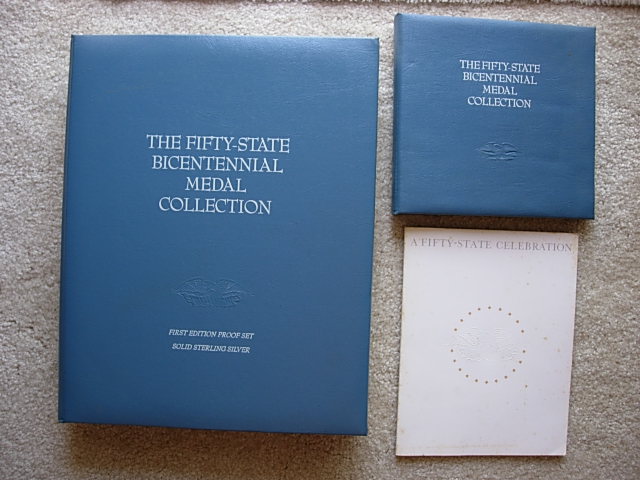 THE FIFTY-STATE
BICENTENNIAL
MEDAL
COLLECTION
FIRST EDITION PROOF SET
SOLID STERLING SILVER
THE FIFTY-STATE
BICENTENNIAL
MEDAL
COLLECTION
A FIFTY-STATE CELEBRATION